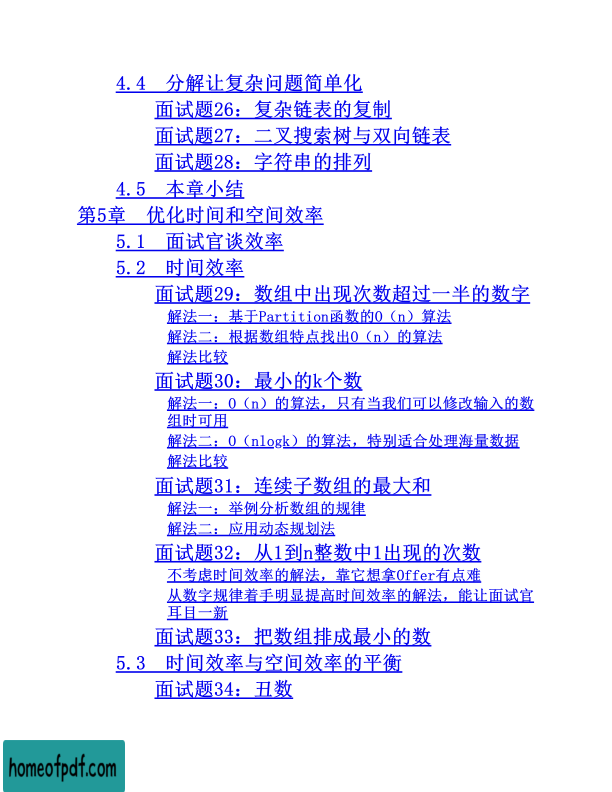 4.4 分解让复杂问题简单化
面试题26：复杂链表的复制
面试题27：二叉搜索树与双向链表
面试题28：字符串的排列
4.5 本章小结
第5章 优化时间和空间效率
5.1 面试官谈效率
5.2 时间效率
面试题29：数组中出现次数超过一半的数字
解法一：基于Partition函数的O（n）算法
解法二：根据数组特点找出O（n）的算法
解法比较
面试题30：最小的k个数
解法一：O（n）的算法，只有当我们可以修改输入的数
组时可用
解法二：O（nlogk）的算法，特别适合处理海量数据
解法比较
面试题31：连续子数组的最大和
解法一：举例分析数组的规律
解法二：应用动态规划法
面试题32：从1到n整数中1出现的次数
不考虑时间效率的解法，靠它想拿Offer有点难
从数字规律着手明显提高时间效率的解法，能让面试官
耳目一新
面试题33：把数组排成最小的数
5.3 时间效率与空间效率的平衡
面试题34：丑数
homeofpdf.com